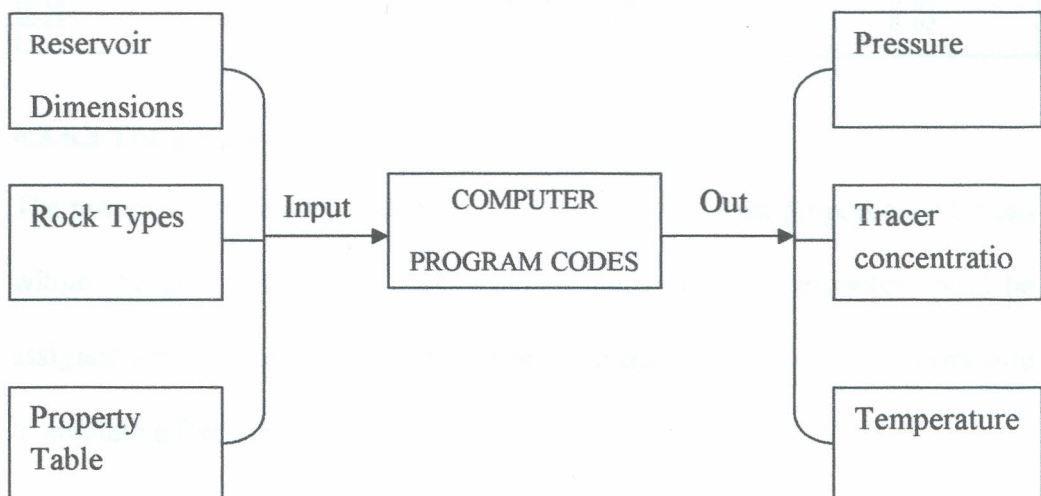 Reservoir
Dimensions
Rock Types
Property
Table
Input
COMPUTER
PROGRAM CODES
Out
Pressure
Tracer
concentratio
Temperature